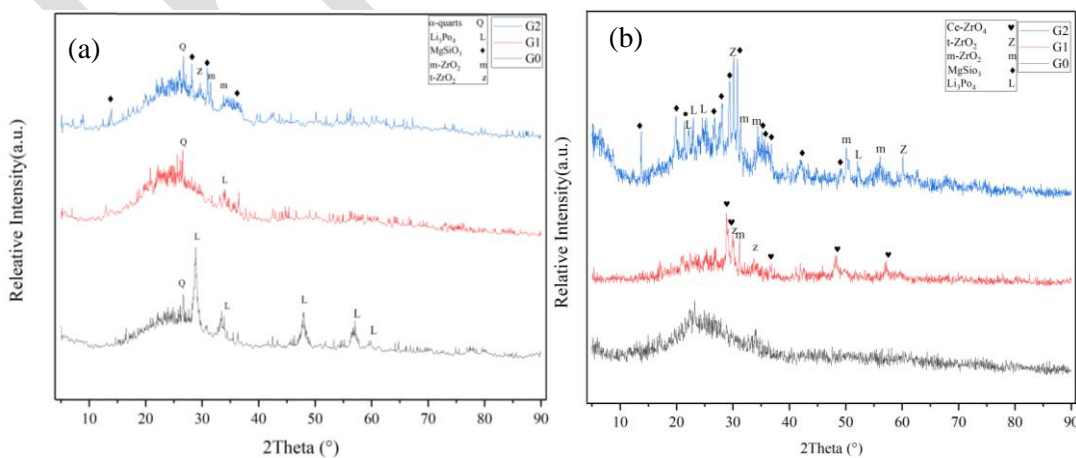 (a)
α-quarts Q
Li₃Po₄ L
MgSiO₃ ♦
m-ZrO₂ m
t-ZrO₂ z
G2
G1
G0
Q
♦
♦
z
♦
m
m
♦
♦
Q
L
L
Q
L
L
L
L
10 20 30 40 50 60 70 80 90
2Theta (°)
Releative Intensity(a.u.)
(b)
Ce-ZrO₄ ♥
t-ZrO₂ Z
m-ZrO₂ m
MgSio₃ ♦
Li₃Po₄ L
G2
G1
G0
Z
♦
♦
♦
♦
♦
♦
L
L
♦
m
m
♦
♦
♦
♦
♦
m
L
m
Z
♥
♥
z
m
z
♥
♥
♥
10 20 30 40 50 60 70 80 90
2Theta (°)
Relative Intensity(a.u.)